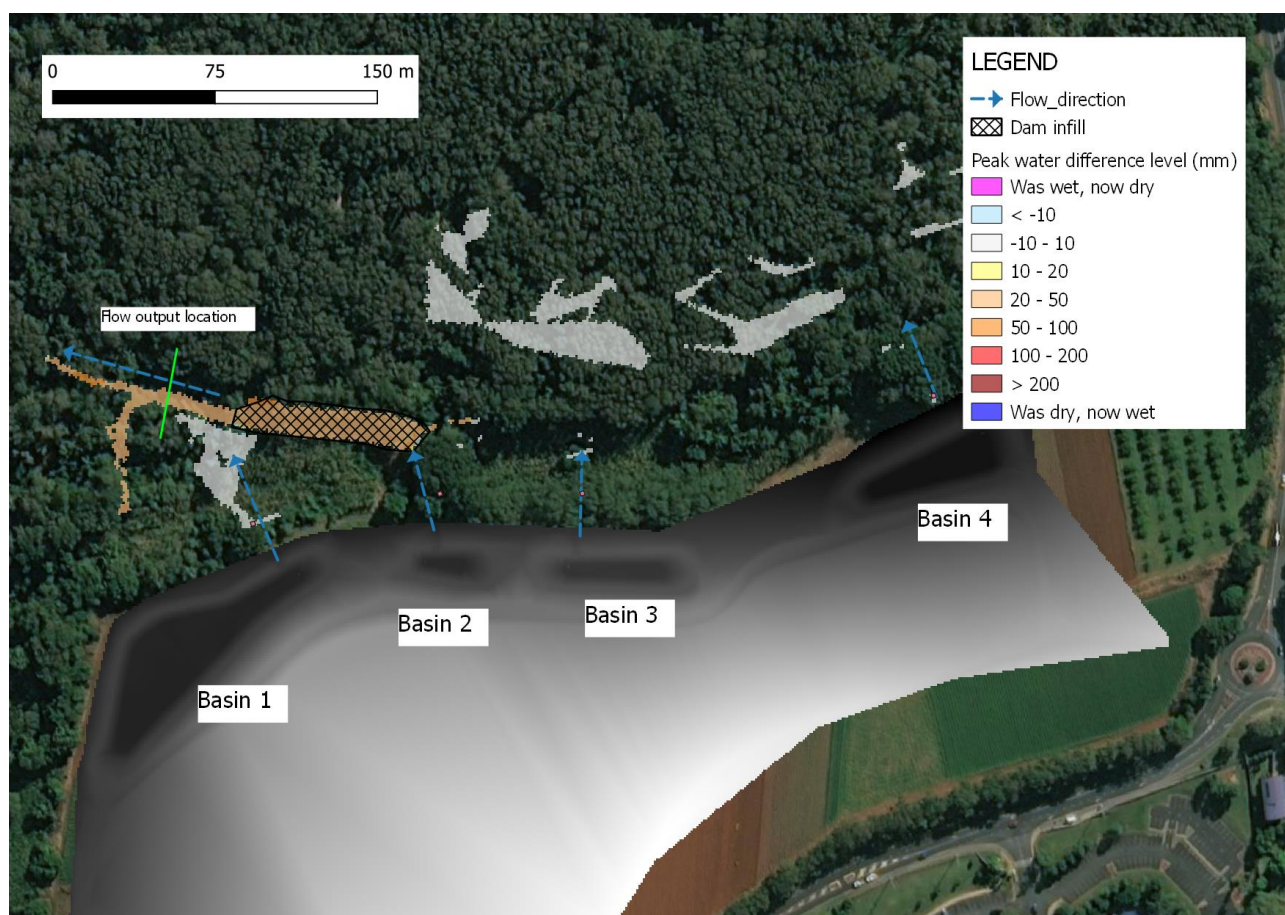 0 75 150 m
LEGEND
Flow_direction
Dam infill
Peak water difference level (mm)
Was wet, now dry
< -10
-10 - 10
10 - 20
20 - 50
50 - 100
100 - 200
> 200
Was dry, now wet
Flow output location
Basin 4
Basin 2
Basin 3
Basin 1